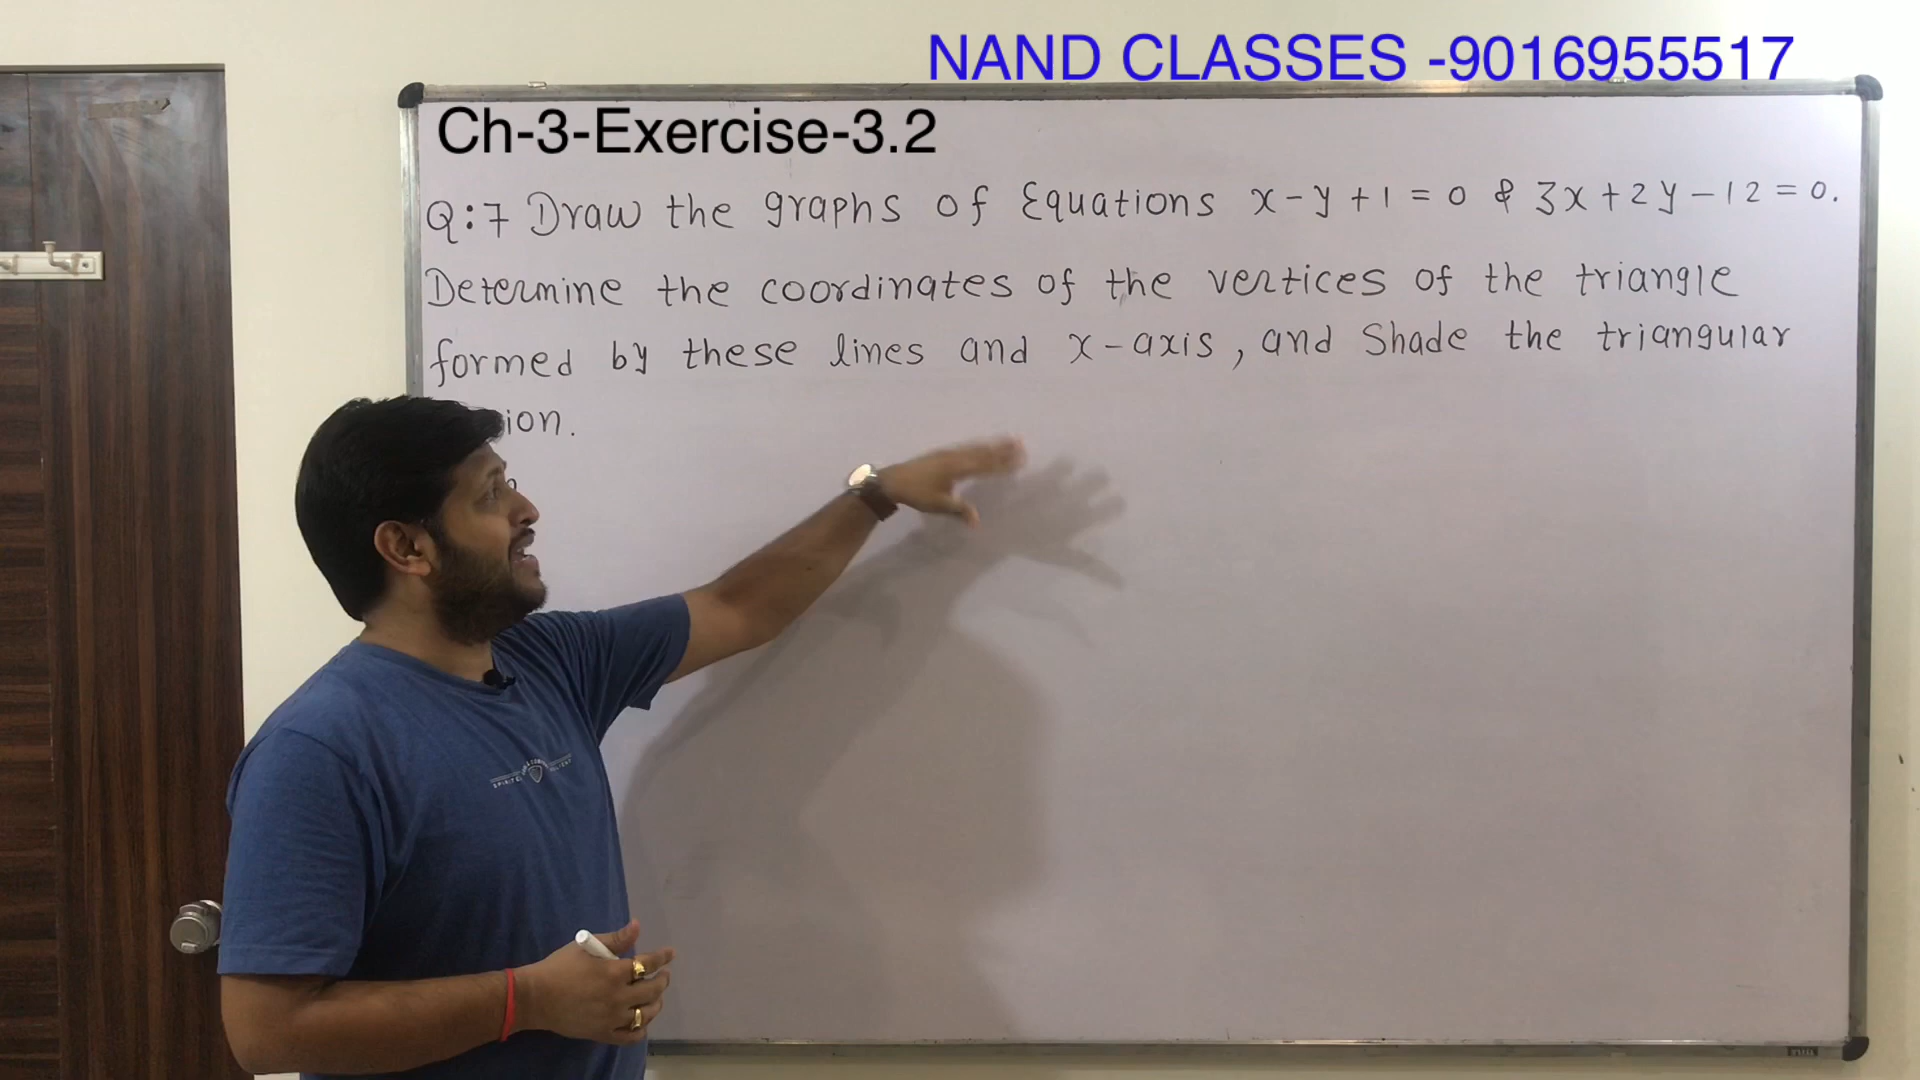 NAND CLASSES -9016955517
Ch-3-Exercise-3.2
Q:7 Draw the graphs of Equations x-y+1=0 & 3x+2y-12=0.
Determine the coordinates of the vertices of the triangle
formed by these lines and x-axis, and Shade the triangular
ion.